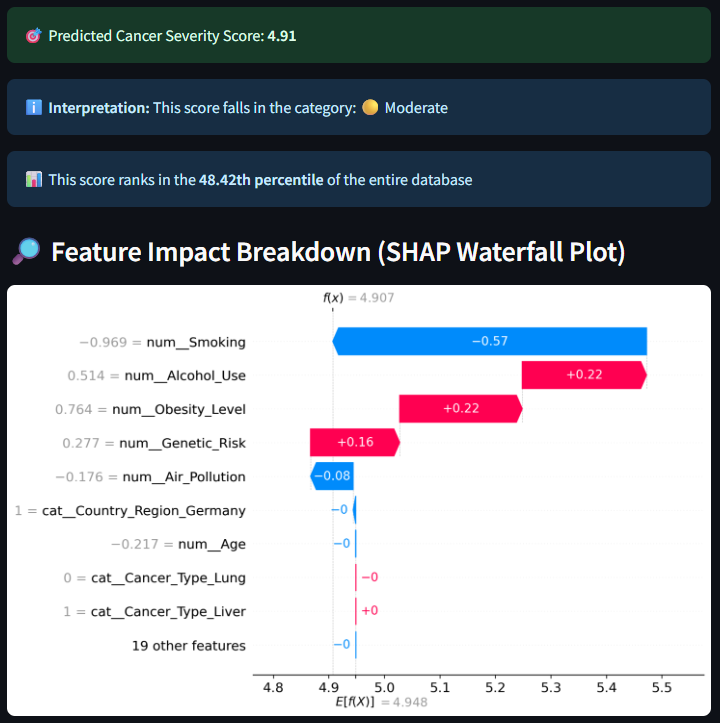 🎯 Predicted Cancer Severity Score: 4.91
ℹ️ Interpretation: This score falls in the category: 🟡 Moderate
📊 This score ranks in the 48.42th percentile of the entire database
🔎 Feature Impact Breakdown (SHAP Waterfall Plot)
f(x) = 4.907
−0.969 = num__Smoking −0.57
0.514 = num__Alcohol_Use +0.22
0.764 = num__Obesity_Level +0.22
0.277 = num__Genetic_Risk +0.16
−0.176 = num__Air_Pollution −0.08
1 = cat__Country_Region_Germany −0
−0.217 = num__Age −0
0 = cat__Cancer_Type_Lung −0
1 = cat__Cancer_Type_Liver +0
19 other features −0
4.8 4.9 5.0 5.1 5.2 5.3 5.4 5.5
E[f(X)] = 4.948